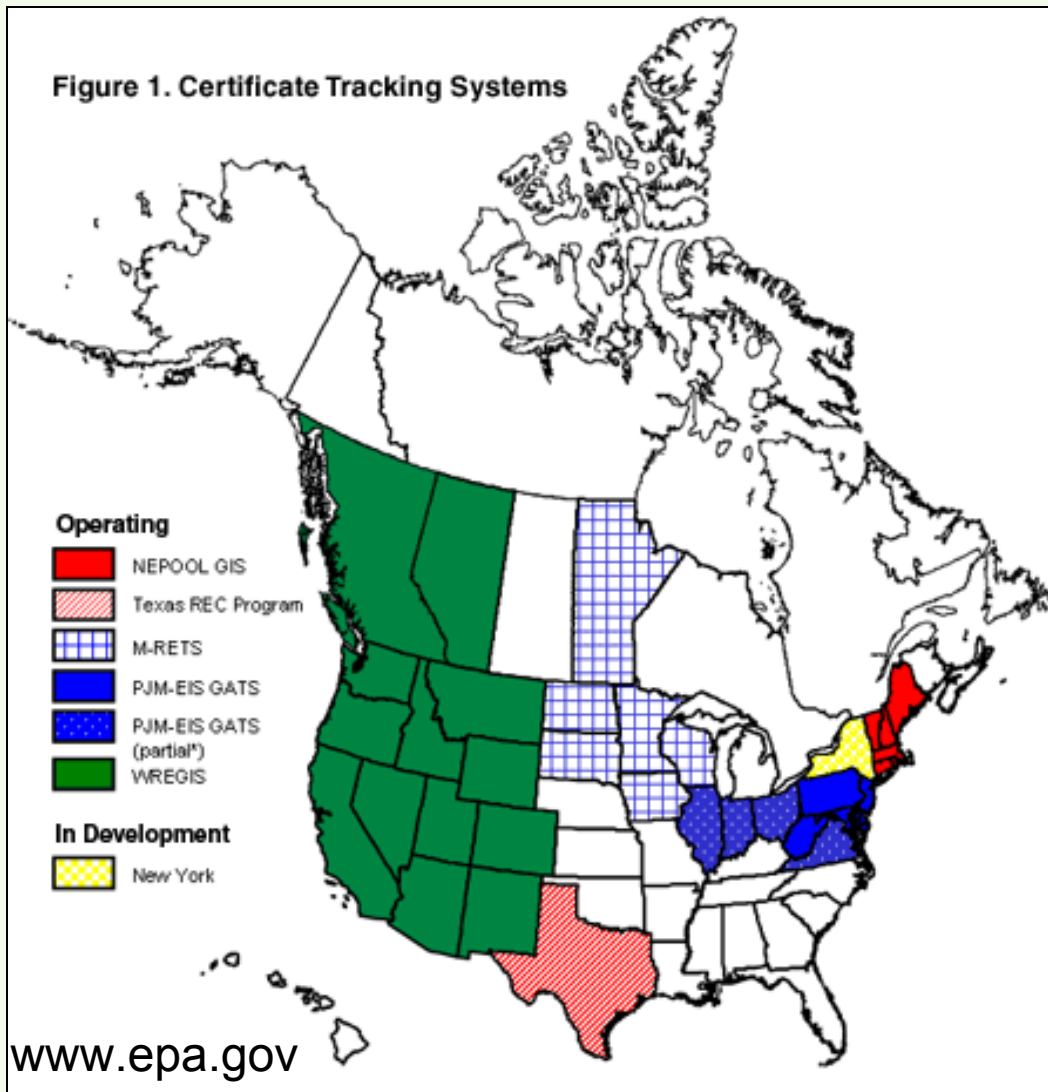 Figure 1. Certificate Tracking Systems
Operating
NEPOOL GIS
Texas REC Program
M-RETS
PJM-EIS GATS
PJM-EIS GATS
(partial*)
WREGIS
In Development
New York
www.epa.gov